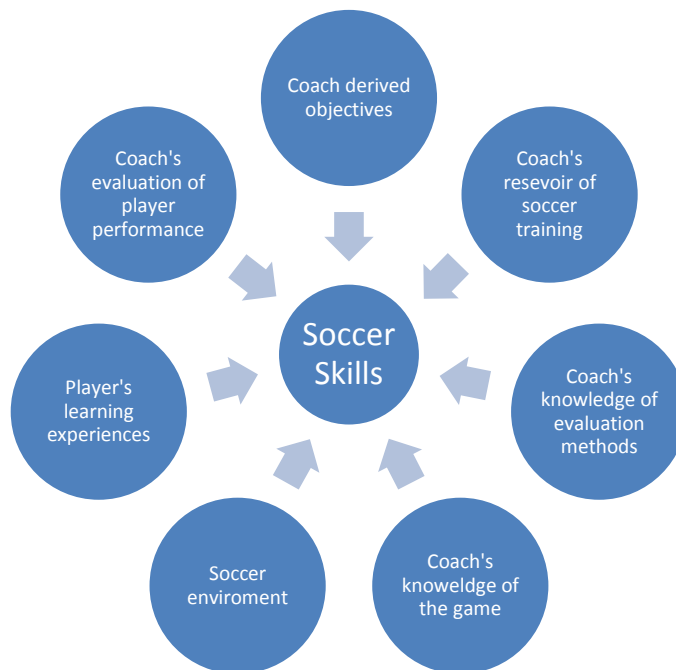 Coach derived
objectives
Coach's
resevoir of
soccer
training
Coach's
knowledge of
evaluation
methods
Coach's
knoweldge of
the game
Soccer
enviroment
Player's
learning
experiences
Coach's
evaluation of
player
performance
Soccer
Skills